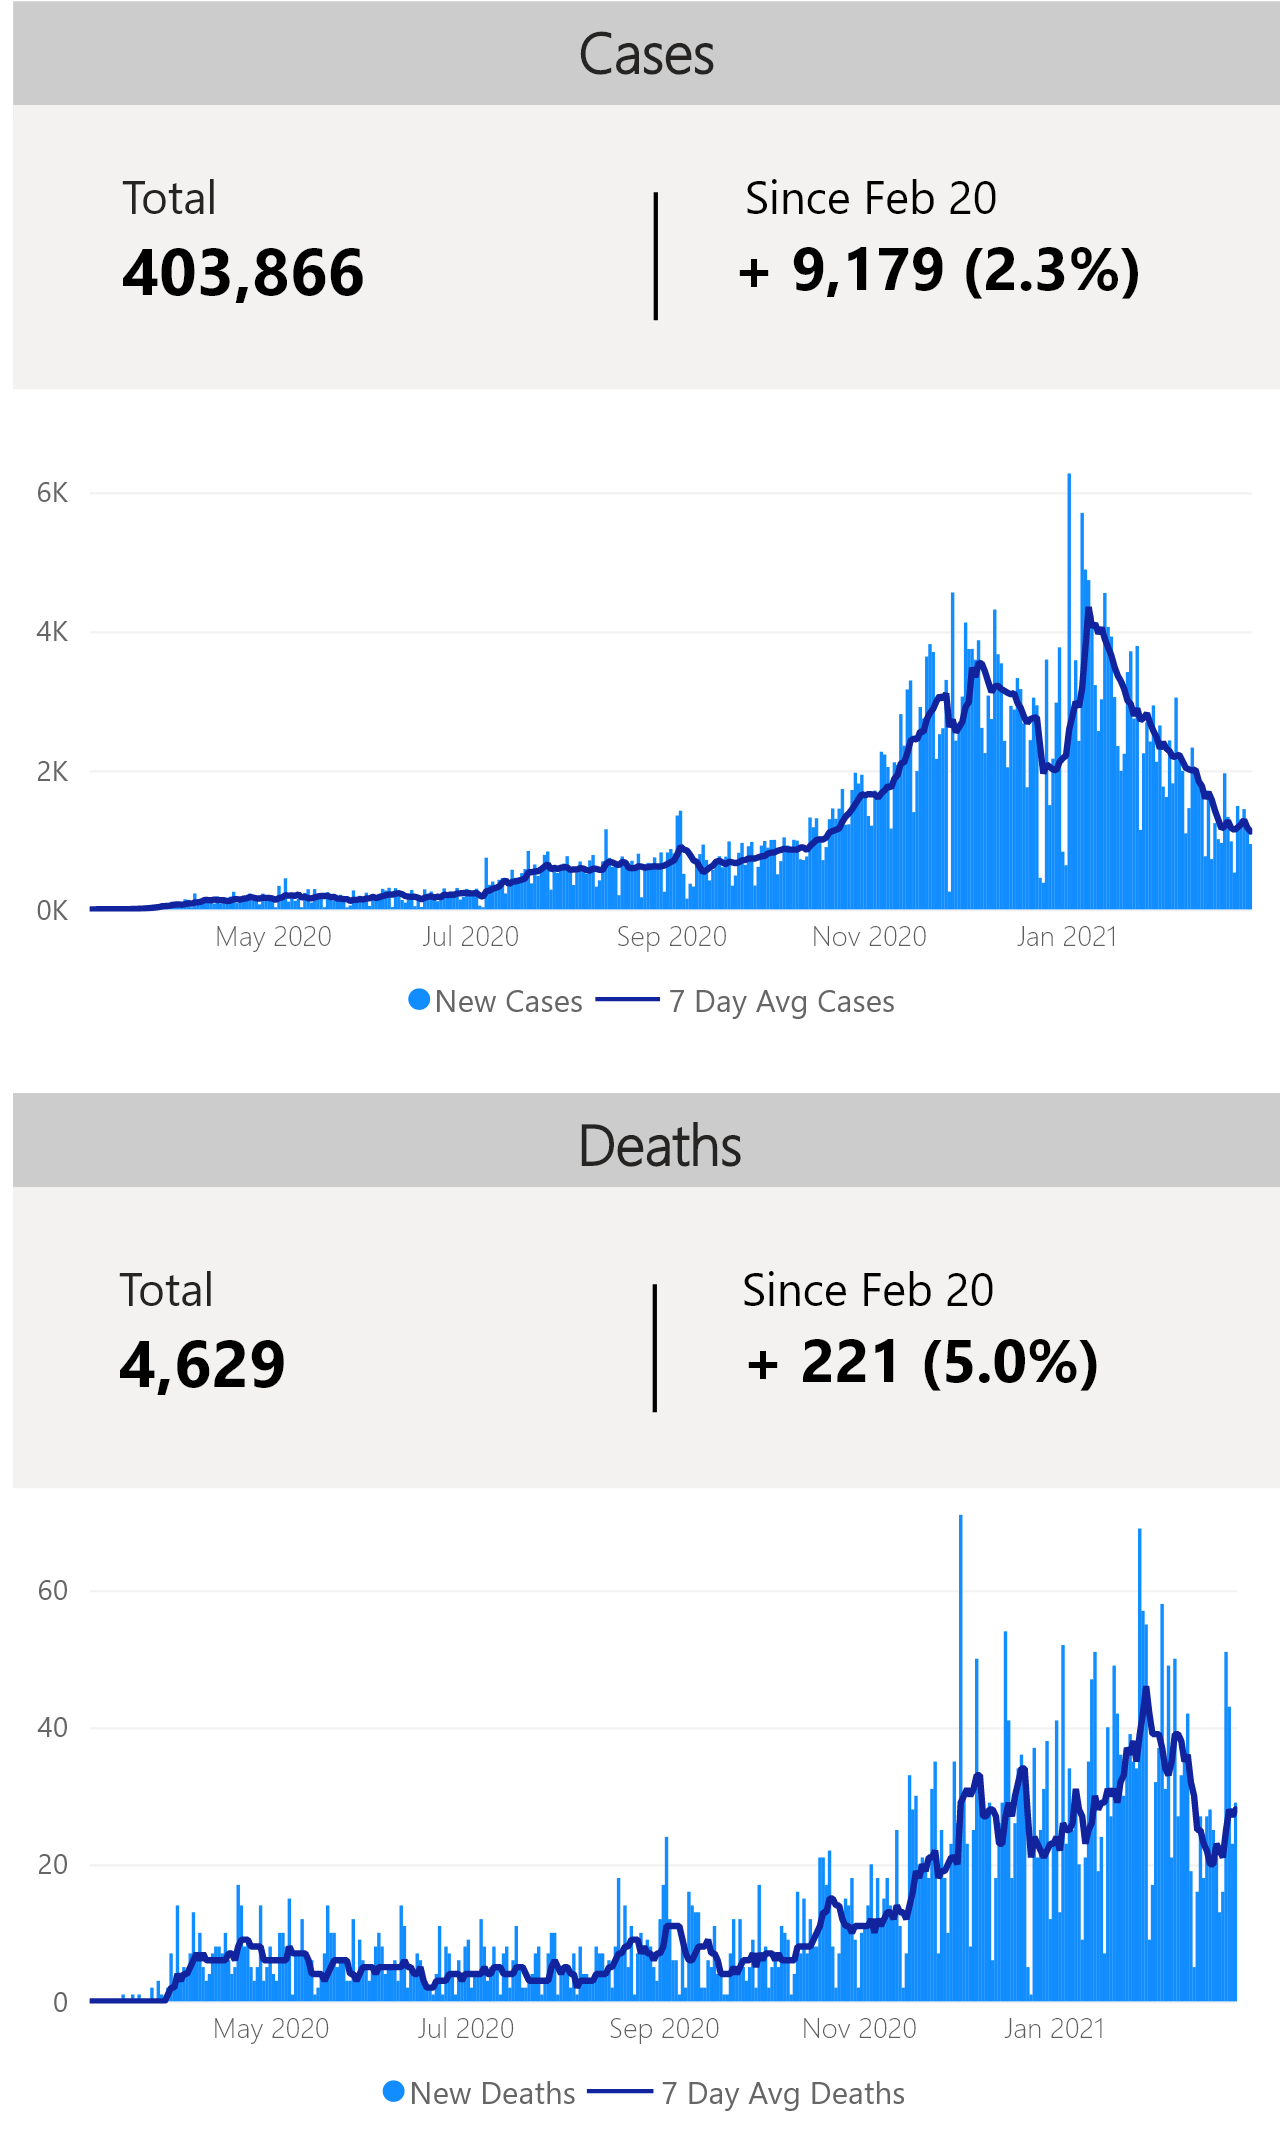 Cases
Total
Since Feb 20
403,866
+ 9,179 (2.3%)
6K
4K
2K
0K
May 2020
Jul 2020
Sep 2020
Nov 2020
Jan 2021
New Cases
7 Day Avg Cases
Deaths
Total
Since Feb 20
4,629
+ 221 (5.0%)
60
40
20
0
May 2020
Jul 2020
Sep 2020
Nov 2020
Jan 2021
New Deaths
7 Day Avg Deaths